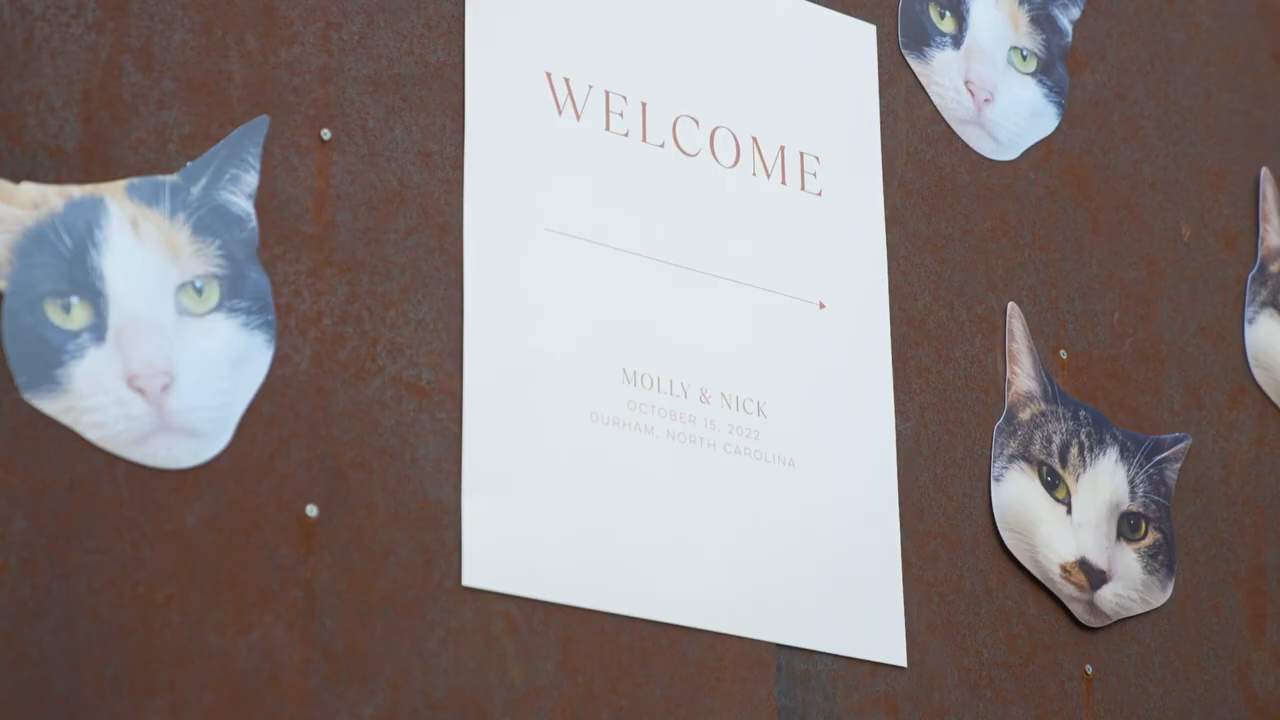 WELCOME
MOLLY & NICK
OCTOBER 15, 2022
DURHAM, NORTH CAROLINA